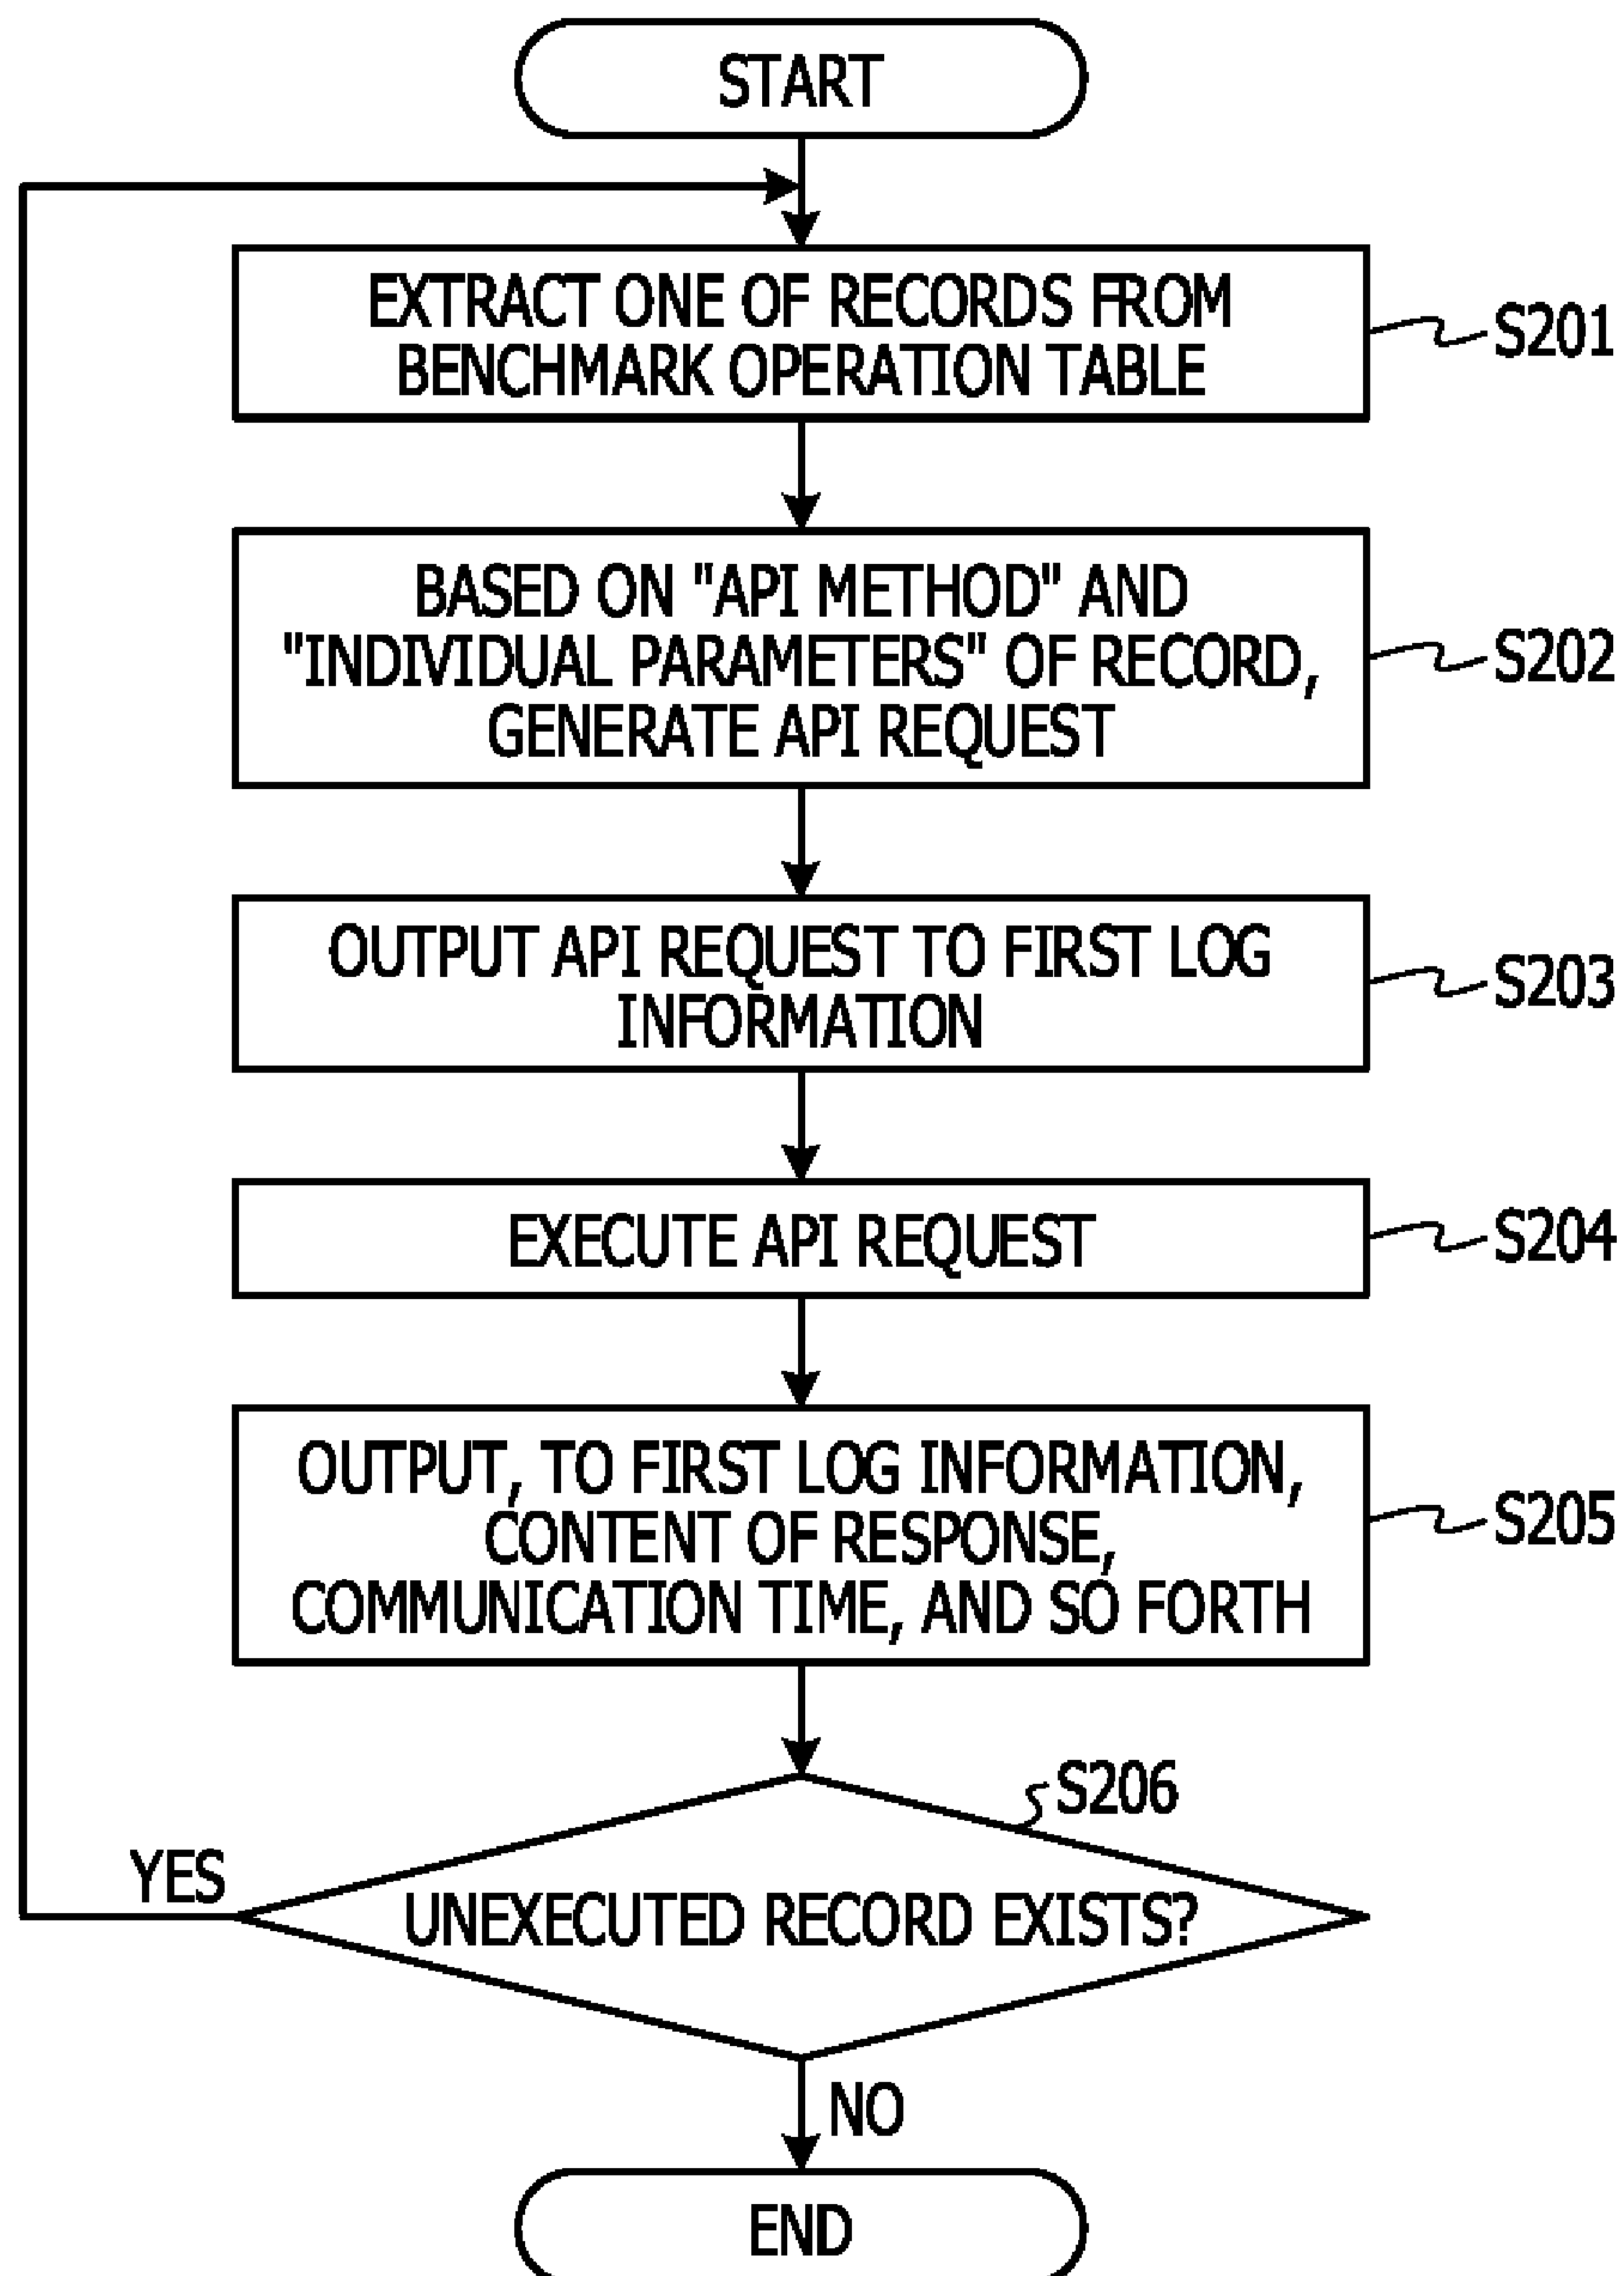 START
EXTRACT ONE OF RECORDS FROM
BENCHMARK OPERATION TABLE
S201
BASED ON "API METHOD" AND
"INDIVIDUAL PARAMETERS" OF RECORD,
GENERATE API REQUEST
S202
OUTPUT API REQUEST TO FIRST LOG
INFORMATION
S203
EXECUTE API REQUEST
S204
OUTPUT, TO FIRST LOG INFORMATION,
CONTENT OF RESPONSE,
COMMUNICATION TIME, AND SO FORTH
S205
S206
YES
UNEXECUTED RECORD EXISTS?
NO
END